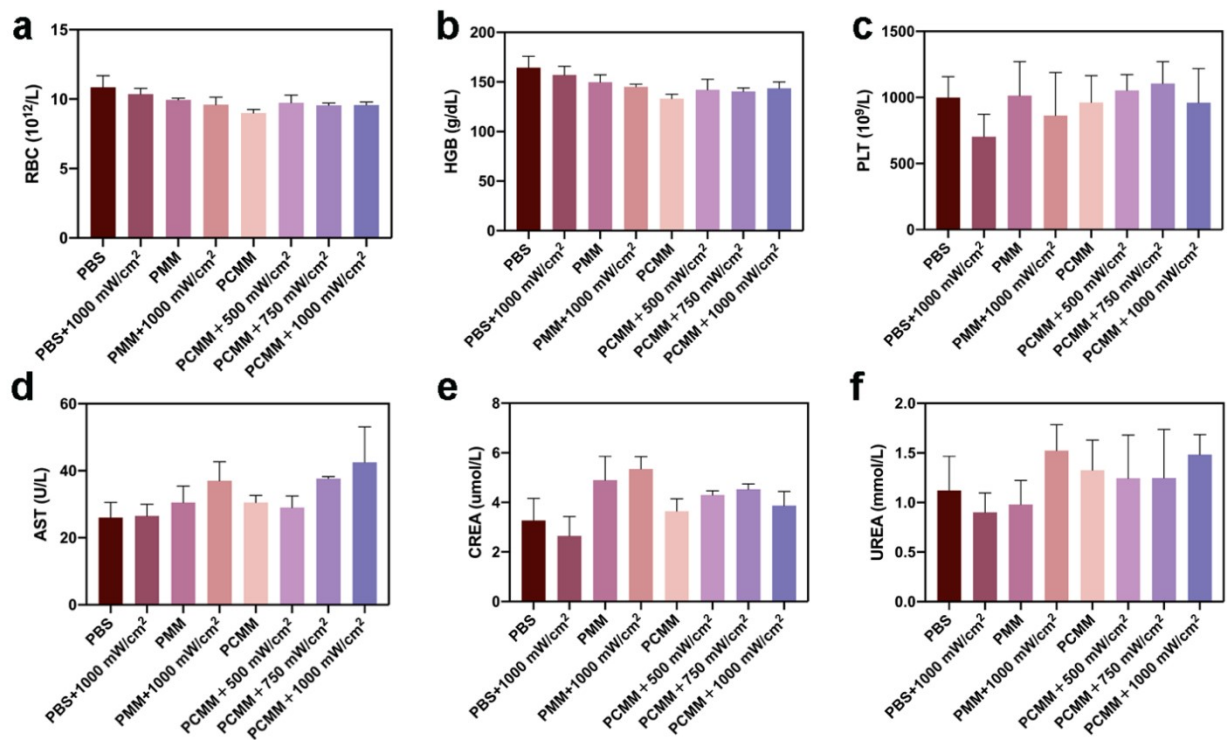 a
RBC (10¹²/L)
15
10
5
0
PBS
PBS+1000 mW/cm²
PMM
PMM+1000 mW/cm²
PCMM
PCMM+500 mW/cm²
PCMM+750 mW/cm²
PCMM+1000 mW/cm²
b
HGB (g/dL)
200
150
100
50
0
PBS
PBS+1000 mW/cm²
PMM
PMM+1000 mW/cm²
PCMM
PCMM+500 mW/cm²
PCMM+750 mW/cm²
PCMM+1000 mW/cm²
c
PLT (10⁹/L)
1500
1000
500
0
PBS
PBS+1000 mW/cm²
PMM
PMM+1000 mW/cm²
PCMM
PCMM+500 mW/cm²
PCMM+750 mW/cm²
PCMM+1000 mW/cm²
d
AST (U/L)
60
40
20
0
PBS
PBS+1000 mW/cm²
PMM
PMM+1000 mW/cm²
PCMM
PCMM+500 mW/cm²
PCMM+750 mW/cm²
PCMM+1000 mW/cm²
e
CREA (umol/L)
8
6
4
2
0
PBS
PBS+1000 mW/cm²
PMM
PMM+1000 mW/cm²
PCMM
PCMM+500 mW/cm²
PCMM+750 mW/cm²
PCMM+1000 mW/cm²
f
UREA (mmol/L)
2.0
1.5
1.0
0.5
0.0
PBS
PBS+1000 mW/cm²
PMM
PMM+1000 mW/cm²
PCMM
PCMM+500 mW/cm²
PCMM+750 mW/cm²
PCMM+1000 mW/cm²